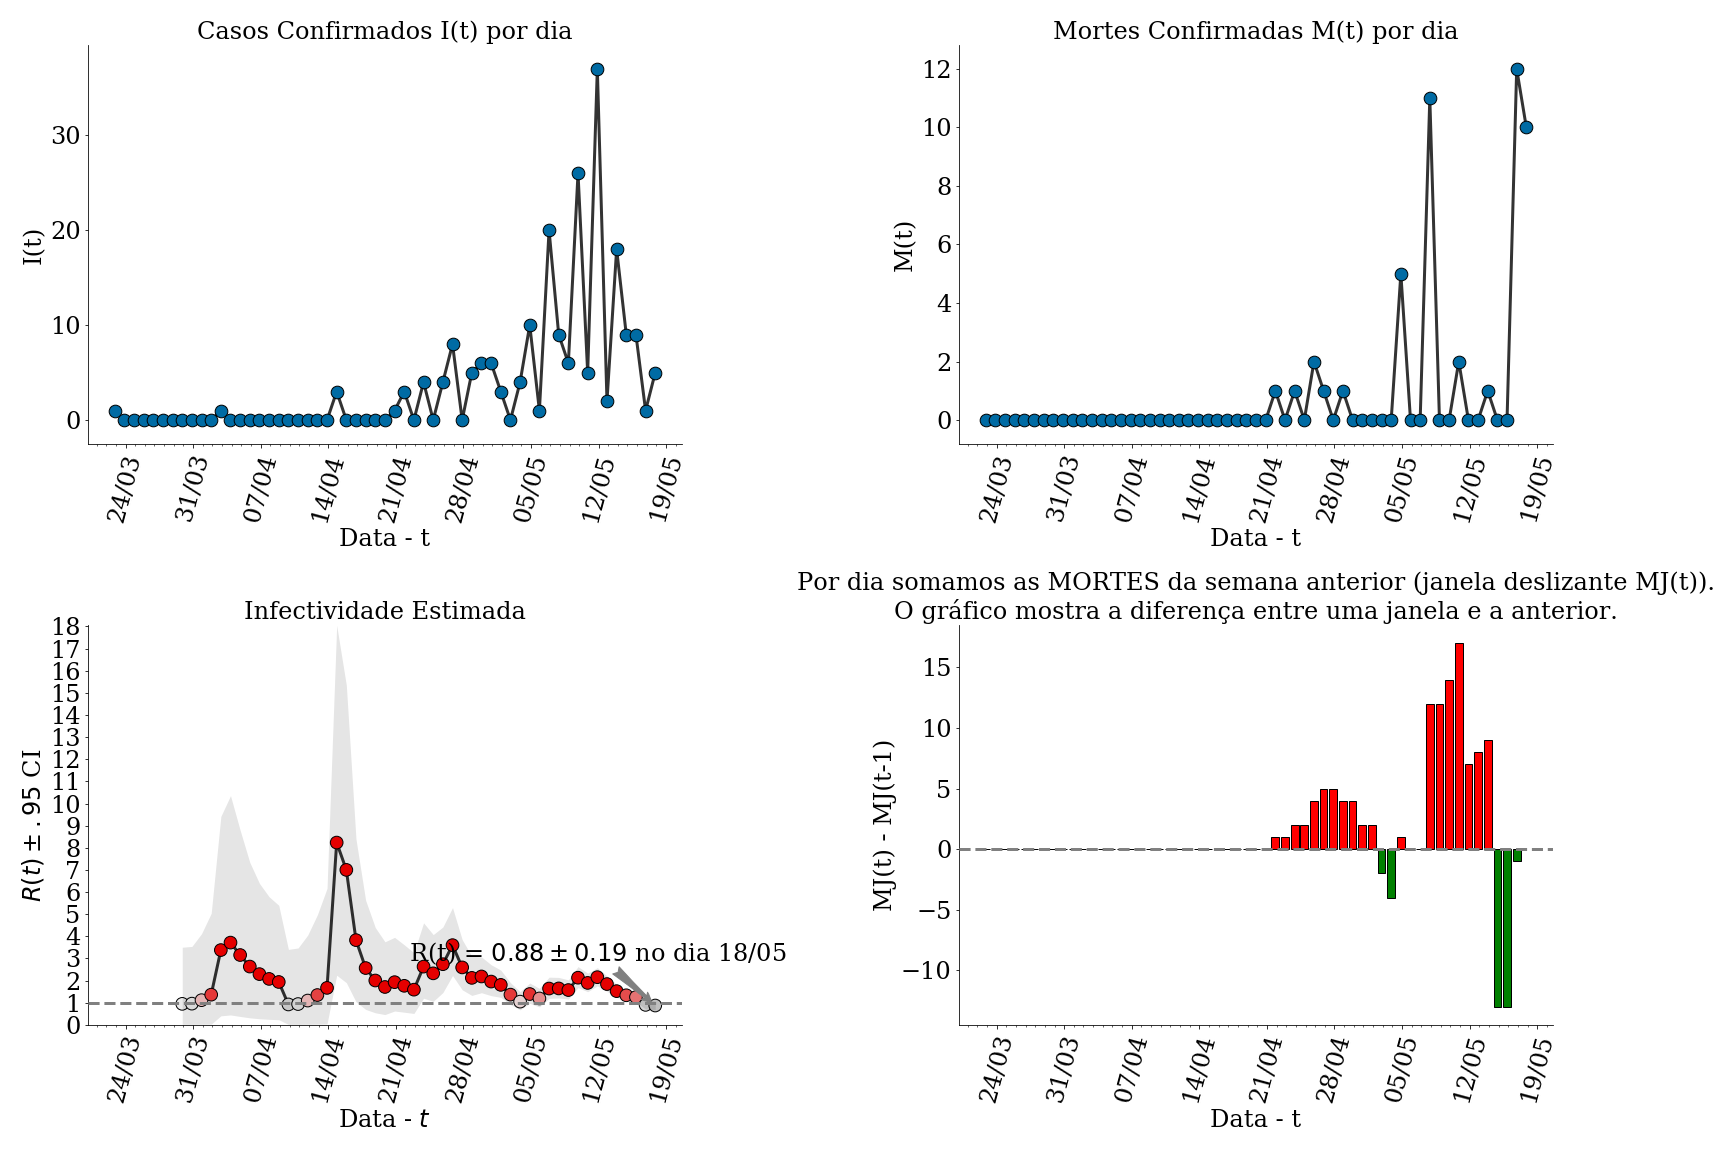 Casos Confirmados I(t) por dia
I(t)
30
20
10
0
24/03 31/03 07/04 14/04 21/04 28/04 05/05 12/05 19/05
Data - t
Mortes Confirmadas M(t) por dia
M(t)
12
10
8
6
4
2
0
24/03 31/03 07/04 14/04 21/04 28/04 05/05 12/05 19/05
Data - t
Infectividade Estimada
R(t) ± .95 CI
18
17
16
15
14
13
12
11
10
9
8
7
6
5
4
3
2
1
0
R(t) = 0.88 ± 0.19 no dia 18/05
24/03 31/03 07/04 14/04 21/04 28/04 05/05 12/05 19/05
Data - t
Por dia somamos as MORTES da semana anterior (janela deslizante MJ(t)).
O gráfico mostra a diferença entre uma janela e a anterior.
MJ(t) - MJ(t-1)
15
10
5
0
−5
−10
24/03 31/03 07/04 14/04 21/04 28/04 05/05 12/05 19/05
Data - t